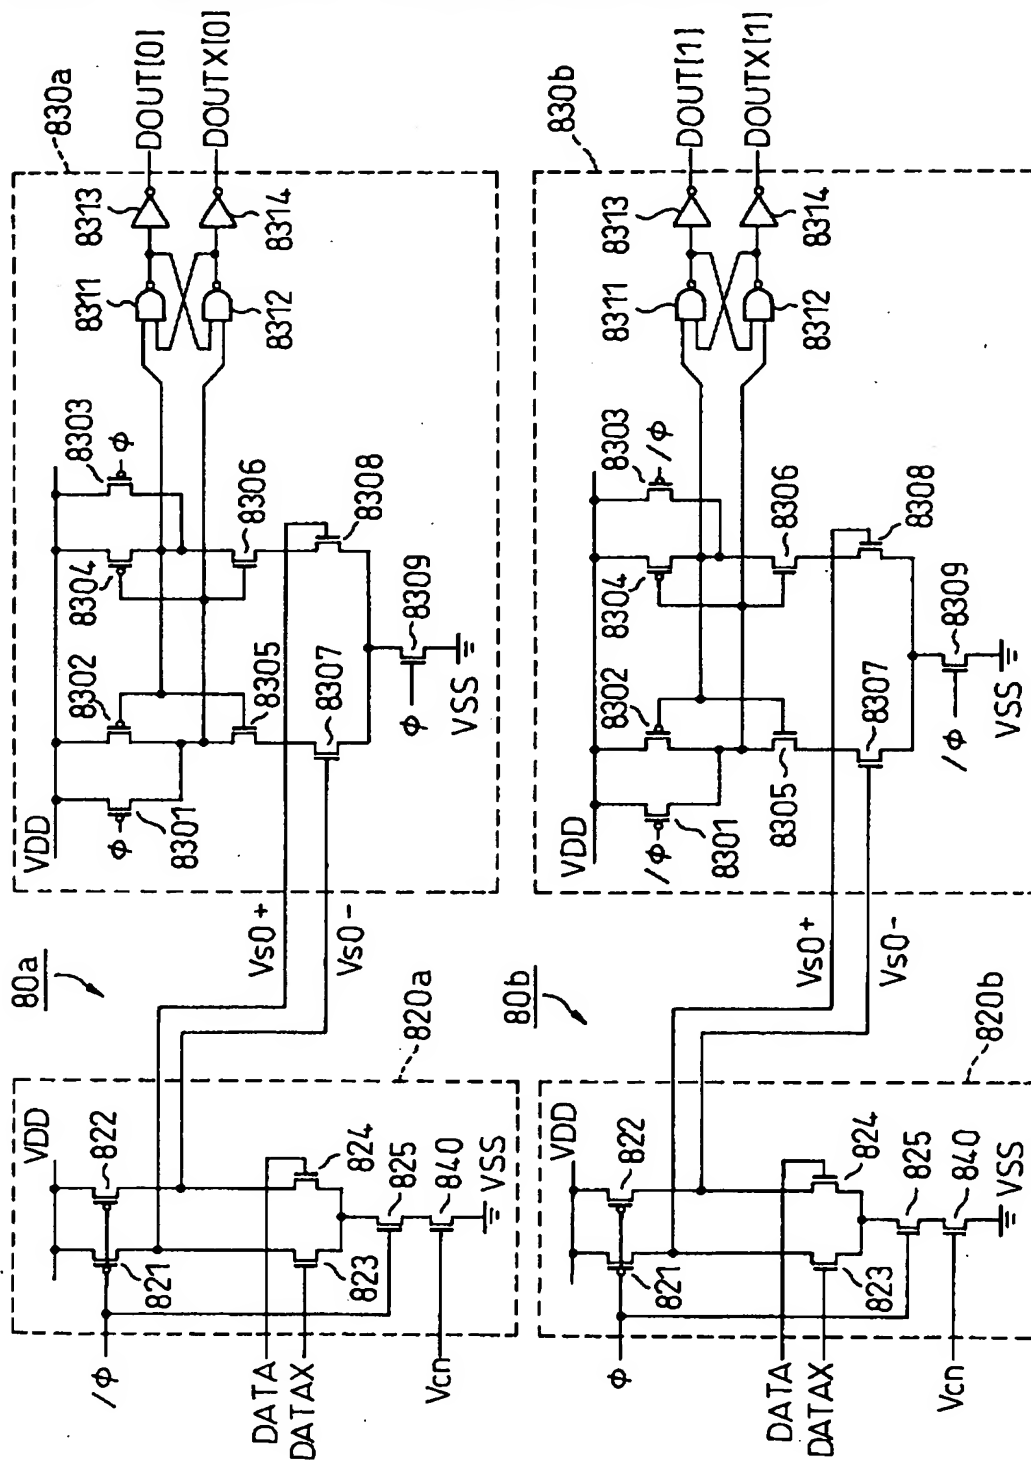 80a
820a
/Φ
DATA
DATAX
Vcn
VDD
821
822
823
824
825
840
VSS
Vs0+
Vs0-
830a
VDD
Φ
8301
8302
8304
8303
Φ
8305
8306
8307
8308
Φ
8309
VSS
8311
8312
8313
8314
DOUT[0]
DOUTX[0]
80b
820b
Φ
DATA
DATAX
Vcn
VDD
821
822
823
824
825
840
VSS
Vs0+
Vs0-
830b
VDD
/Φ
8301
8302
8304
8303
/Φ
8305
8306
8307
8308
/Φ
8309
VSS
8311
8312
8313
8314
DOUT[1]
DOUTX[1]